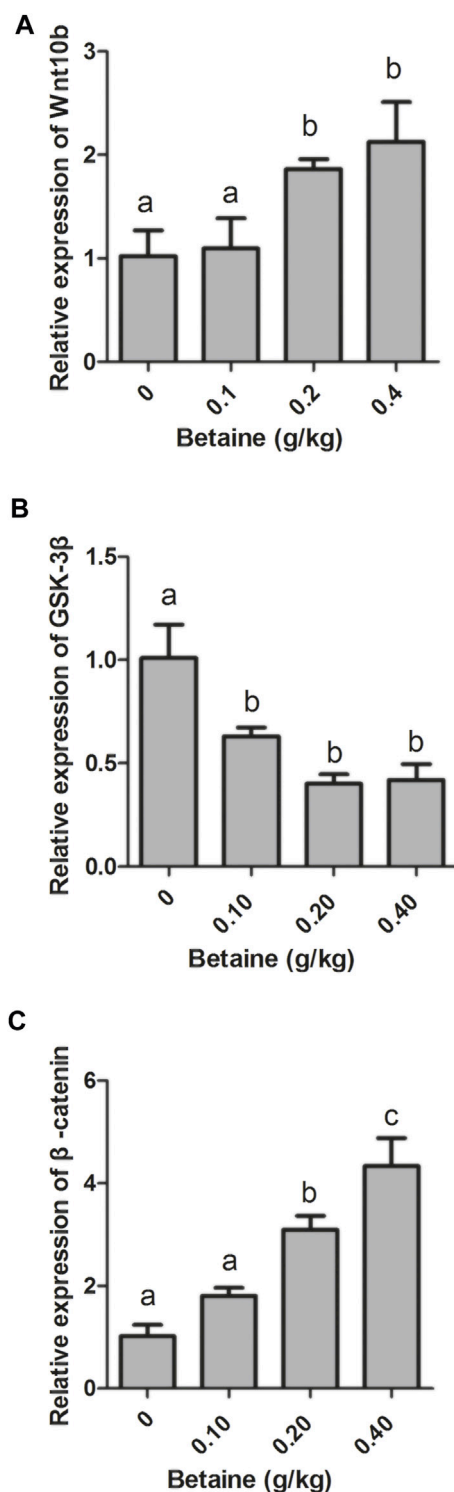 A
Relative expression of Wnt10b
3
2
1
0
a
a
b
b
0
0.1
0.2
0.4
Betaine (g/kg)
B
Relative expression of GSK-3β
1.5
1.0
0.5
0.0
a
b
b
b
0
0.10
0.20
0.40
Betaine (g/kg)
C
Relative expression of β -catenin
6
4
2
0
a
a
b
c
0
0.10
0.20
0.40
Betaine (g/kg)